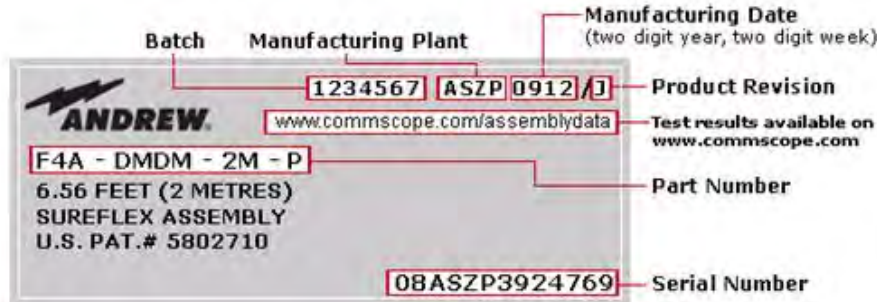 Manufacturing Date
(two digit year, two digit week)
Batch Manufacturing Plant
1234567 ASZP 0912 /J Product Revision
ANDREW.
www.commscope.com/assemblydata Test results available on
www.commscope.com
F4A - DMDM - 2M - P
6.56 FEET (2 METRES) Part Number
SUREFLEX ASSEMBLY
U.S. PAT.# 5802710
08ASZP3924769 Serial Number